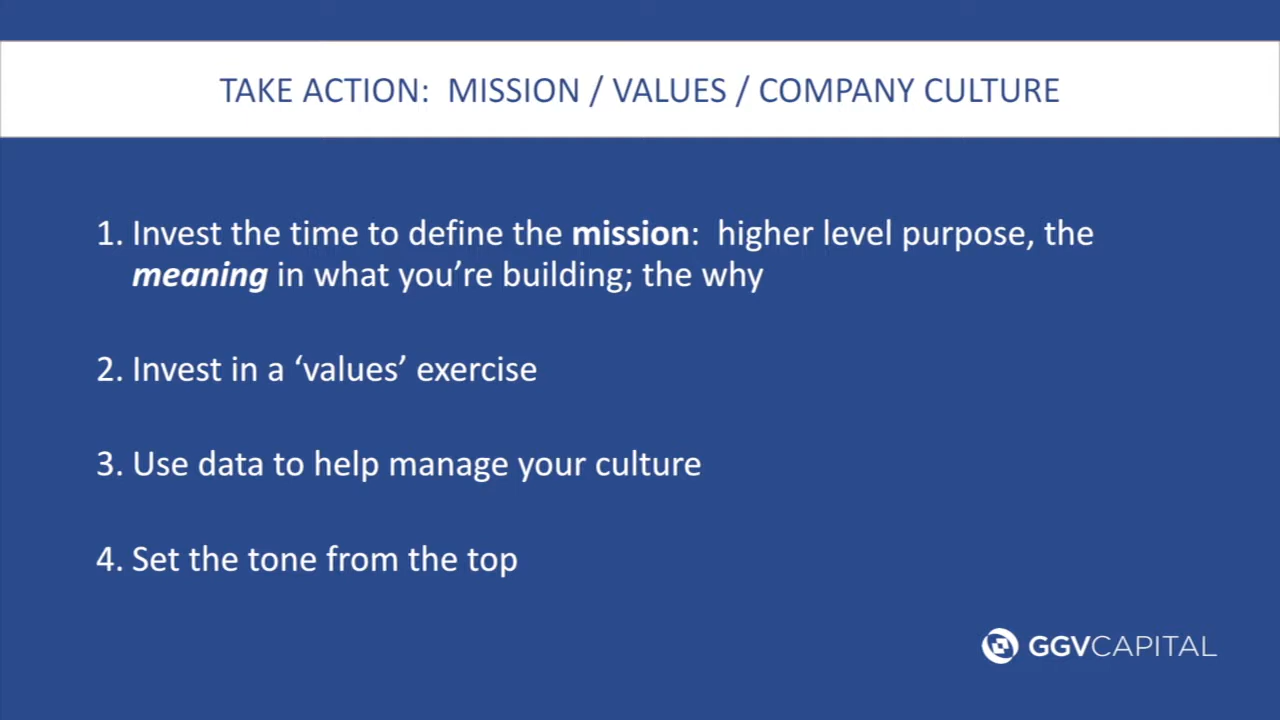 TAKE ACTION:  MISSION / VALUES / COMPANY CULTURE
1. Invest the time to define the mission:  higher level purpose, the
meaning in what you’re building; the why
2. Invest in a ‘values’ exercise
3. Use data to help manage your culture
4. Set the tone from the top
GGVCAPITAL